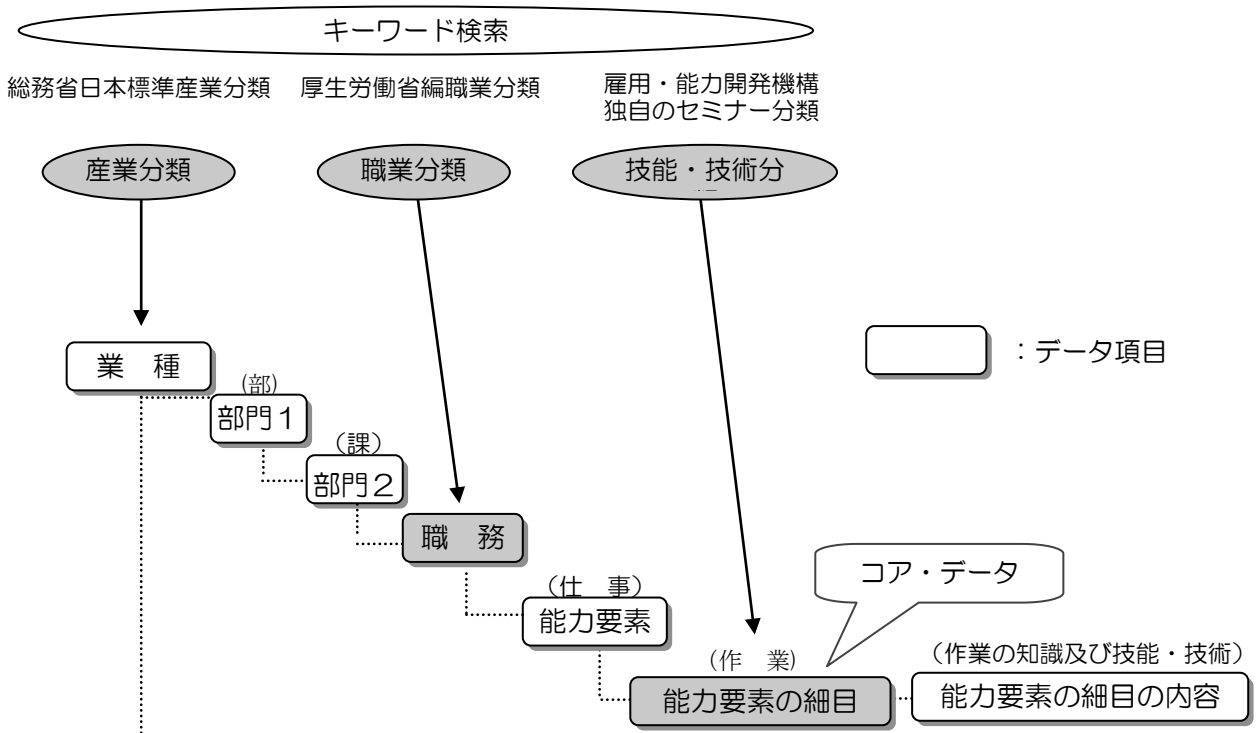 キーワード検索
総務省日本標準産業分類
厚生労働省編職業分類
雇用・能力開発機構
独自のセミナー分類
産業分類
職業分類
技能・技術分
業　種
：データ項目
(部)
部門１
（課）
部門２
職　務
コア・データ
（仕　事）
能力要素
（作　業)
（作業の知識及び技能・技術）
能力要素の細目
能力要素の細目の内容